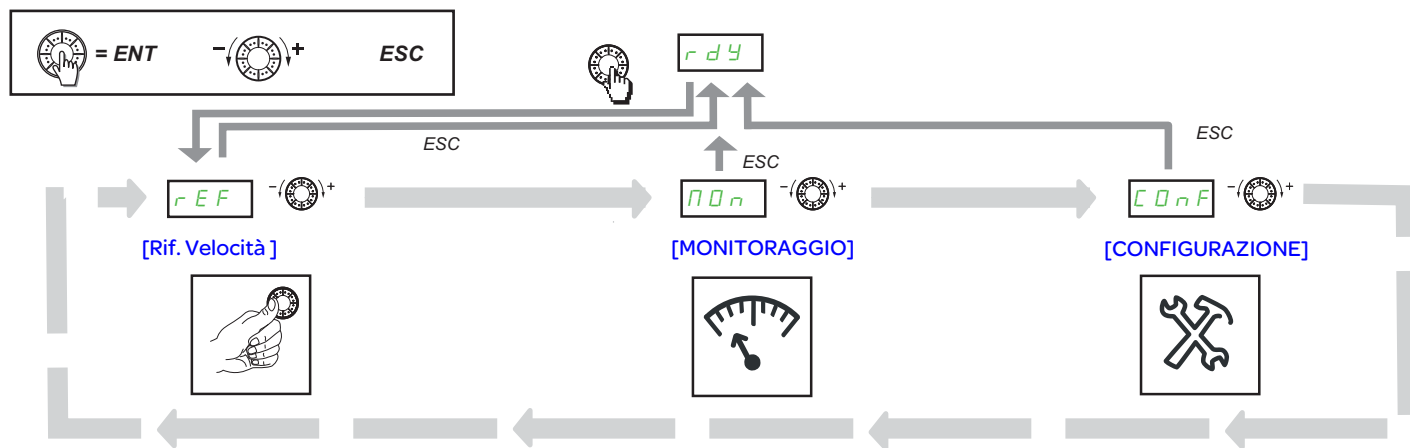 = ENT - + ESC
rdY
ESC
ESC
ESC
rEF - +
MOn - +
COnF - +
[Rif. Velocità ]
[MONITORAGGIO]
[CONFIGURAZIONE]